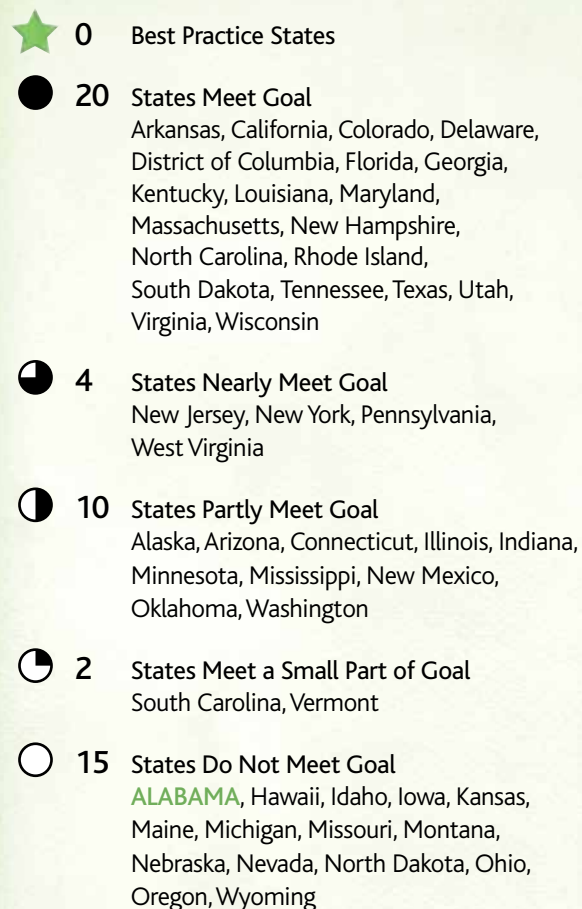 0 Best Practice States
20 States Meet Goal
Arkansas, California, Colorado, Delaware,
District of Columbia, Florida, Georgia,
Kentucky, Louisiana, Maryland,
Massachusetts, New Hampshire,
North Carolina, Rhode Island,
South Dakota, Tennessee, Texas, Utah,
Virginia, Wisconsin
4 States Nearly Meet Goal
New Jersey, New York, Pennsylvania,
West Virginia
10 States Partly Meet Goal
Alaska, Arizona, Connecticut, Illinois, Indiana,
Minnesota, Mississippi, New Mexico,
Oklahoma, Washington
2 States Meet a Small Part of Goal
South Carolina, Vermont
15 States Do Not Meet Goal
ALABAMA, Hawaii, Idaho, Iowa, Kansas,
Maine, Michigan, Missouri, Montana,
Nebraska, Nevada, North Dakota, Ohio,
Oregon, Wyoming